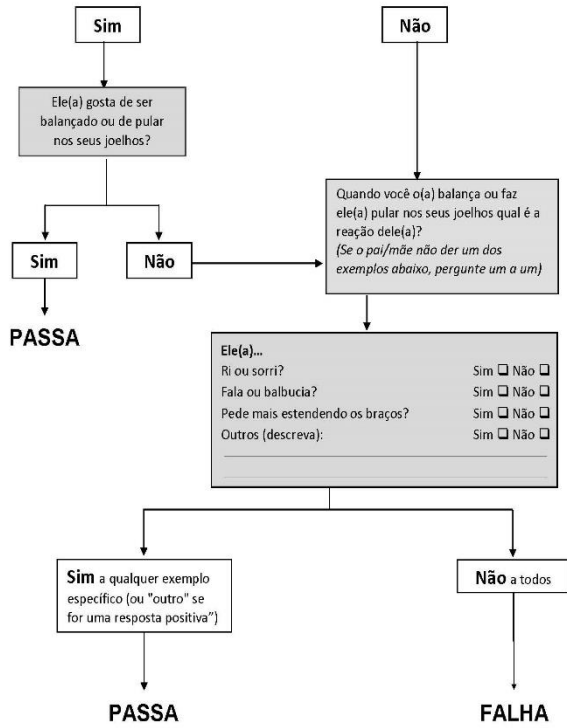 Sim
Não
Ele(a) gosta de ser
balançado ou de pular
nos seus joelhos?
Sim
Não
PASSA
Quando você o(a) balança ou faz
ele(a) pular nos seus joelhos qual é a
reação dele(a)?
(Se o pai/mãe não der um dos
exemplos abaixo, pergunte um a um)
Ele(a)...
Ri ou sorri? Sim ❑ Não ❑
Fala ou balbucia? Sim ❑ Não ❑
Pede mais estendendo os braços? Sim ❑ Não ❑
Outros (descreva): Sim ❑ Não ❑
Sim a qualquer exemplo
específico (ou "outro" se
for uma resposta positiva”)
Não a todos
PASSA
FALHA